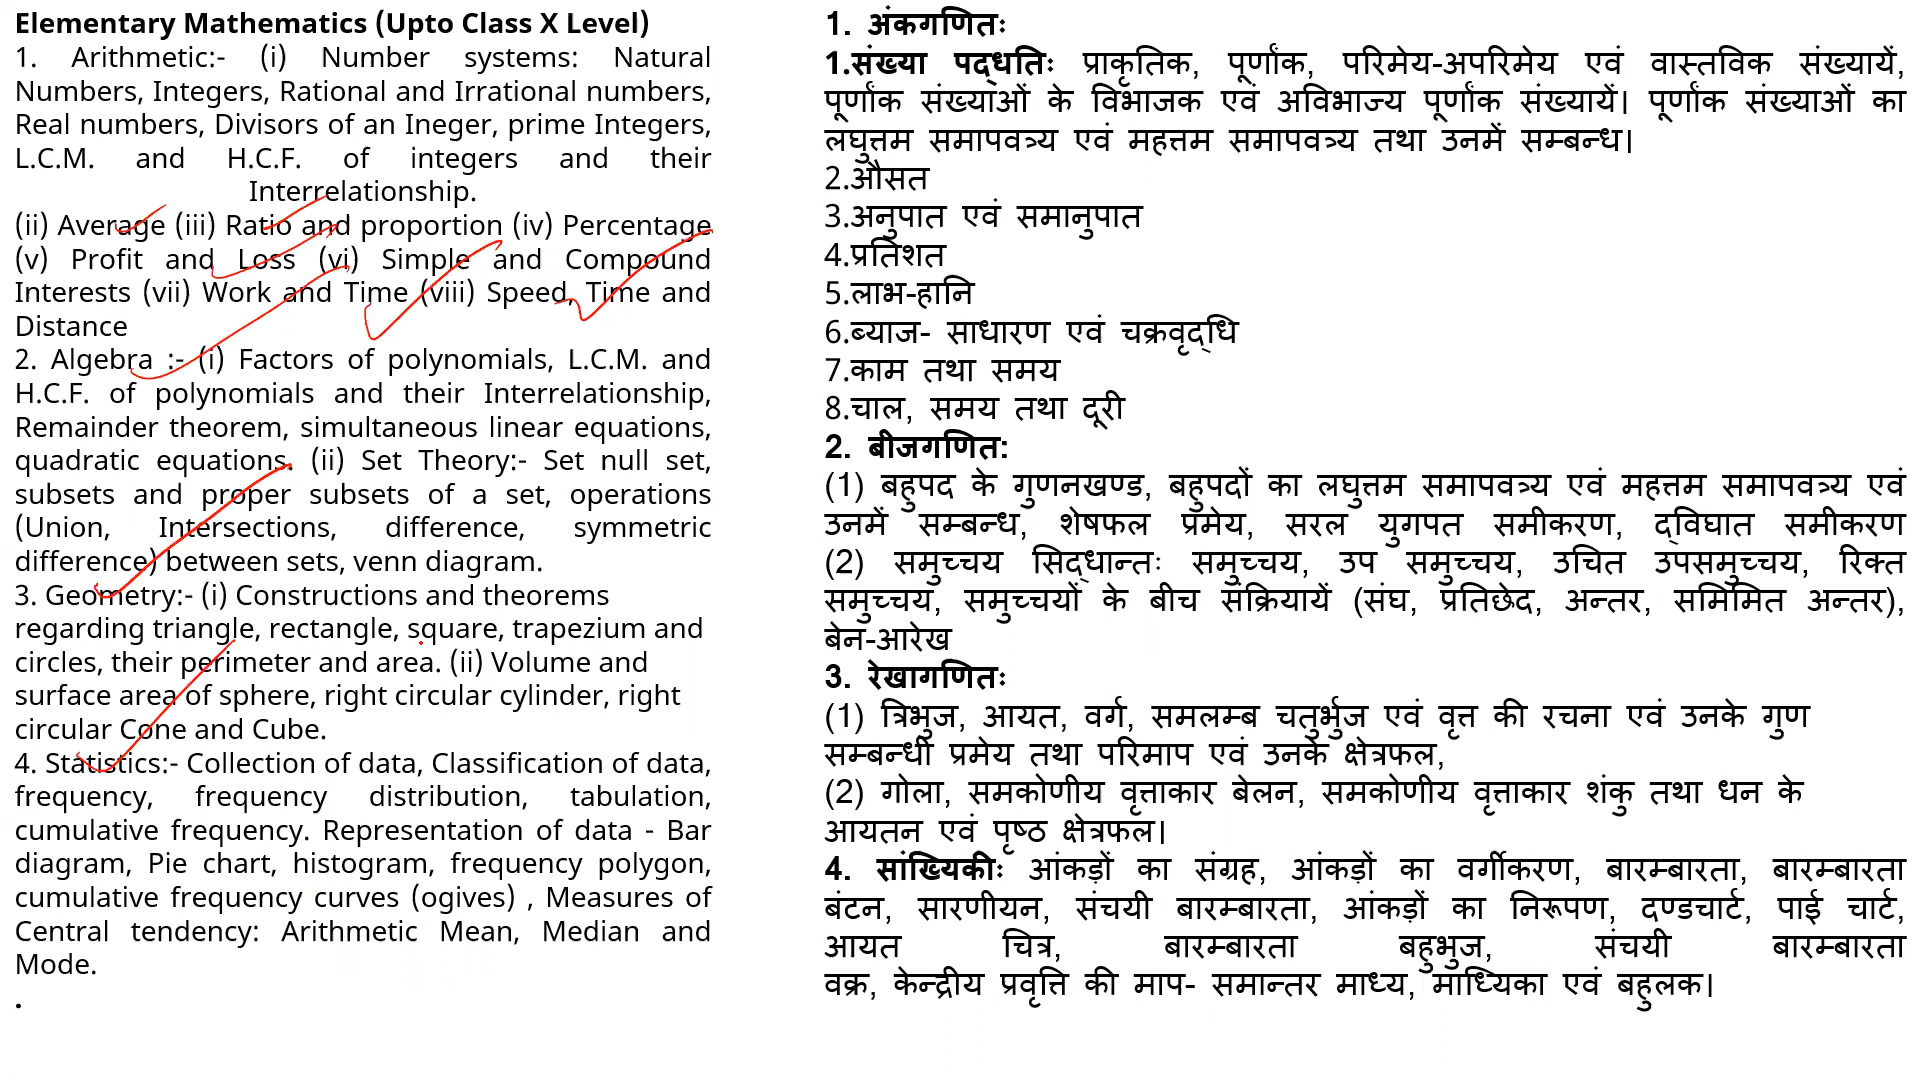 Elementary Mathematics (Upto Class X Level)
1. Arithmetic:- (i) Number systems: Natural
Numbers, Integers, Rational and Irrational numbers,
Real numbers, Divisors of an Ineger, prime Integers,
L.C.M. and H.C.F. of integers and their
Interrelationship.
(ii) Average (iii) Ratio and proportion (iv) Percentage
(v) Profit and Loss (vi) Simple and Compound
Interests (vii) Work and Time (viii) Speed, Time and
Distance
2. Algebra :- (i) Factors of polynomials, L.C.M. and
H.C.F. of polynomials and their Interrelationship,
Remainder theorem, simultaneous linear equations,
quadratic equations. (ii) Set Theory:- Set null set,
subsets and proper subsets of a set, operations
(Union, Intersections, difference, symmetric
difference) between sets, venn diagram.
3. Geometry:- (i) Constructions and theorems
regarding triangle, rectangle, square, trapezium and
circles, their perimeter and area. (ii) Volume and
surface area of sphere, right circular cylinder, right
circular Cone and Cube.
4. Statistics:- Collection of data, Classification of data,
frequency, frequency distribution, tabulation,
cumulative frequency. Representation of data - Bar
diagram, Pie chart, histogram, frequency polygon,
cumulative frequency curves (ogives) , Measures of
Central tendency: Arithmetic Mean, Median and
Mode.
.
1. अंकगणितः
1.संख्या पद्धतिः प्राकृतिक, पूर्णांक, परिमेय-अपरिमेय एवं वास्तविक संख्यायें,
पूर्णांक संख्याओं के विभाजक एवं अविभाज्य पूर्णांक संख्यायें। पूर्णांक संख्याओं का
लघुत्तम समापवर्त्य एवं महत्तम समापवर्त्य तथा उनमें सम्बन्ध।
2.औसत
3.अनुपात एवं समानुपात
4.प्रतिशत
5.लाभ-हानि
6.ब्याज- साधारण एवं चक्रवृद्धि
7.काम तथा समय
8.चाल, समय तथा दूरी
2. बीजगणित:
(1) बहुपद के गुणनखण्ड, बहुपदों का लघुत्तम समापवर्त्य एवं महत्तम समापवर्त्य एवं
उनमें सम्बन्ध, शेषफल प्रमेय, सरल युगपत समीकरण, द्विघात समीकरण
(2) समुच्चय सिद्धान्तः समुच्चय, उप समुच्चय, उचित उपसमुच्चय, रिक्त
समुच्चय, समुच्चयों के बीच संक्रियायें (संघ, प्रतिछेद, अन्तर, समिमित अन्तर),
बेन-आरेख
3. रेखागणितः
(1) त्रिभुज, आयत, वर्ग, समलम्ब चतुर्भुज एवं वृत्त की रचना एवं उनके गुण
सम्बन्धी प्रमेय तथा परिमाप एवं उनके क्षेत्रफल,
(2) गोला, समकोणीय वृत्ताकार बेलन, समकोणीय वृत्ताकार शंकु तथा धन के
आयतन एवं पृष्ठ क्षेत्रफल।
4. सांख्यिकीः आंकड़ों का संग्रह, आंकड़ों का वर्गीकरण, बारम्बारता, बारम्बारता
बंटन, सारणीयन, संचयी बारम्बारता, आंकड़ों का निरूपण, दण्डचार्ट, पाई चार्ट,
आयत चित्र, बारम्बारता बहुभुज, संचयी बारम्बारता
वक्र, केन्द्रीय प्रवृत्ति की माप- समान्तर माध्य, माध्यिका एवं बहुलक।